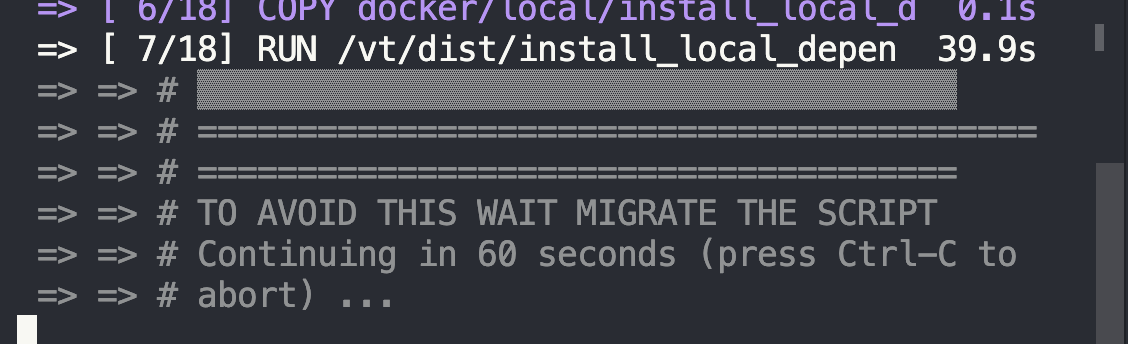 => [ 6/18] COPY docker/local/install_local_d 0.1s
=> [ 7/18] RUN /vt/dist/install_local_depen 39.9s
=> => #
=> => # ==========================================
=> => # ======================================
=> => # TO AVOID THIS WAIT MIGRATE THE SCRIPT
=> => # Continuing in 60 seconds (press Ctrl-C to
=> => # abort) ...